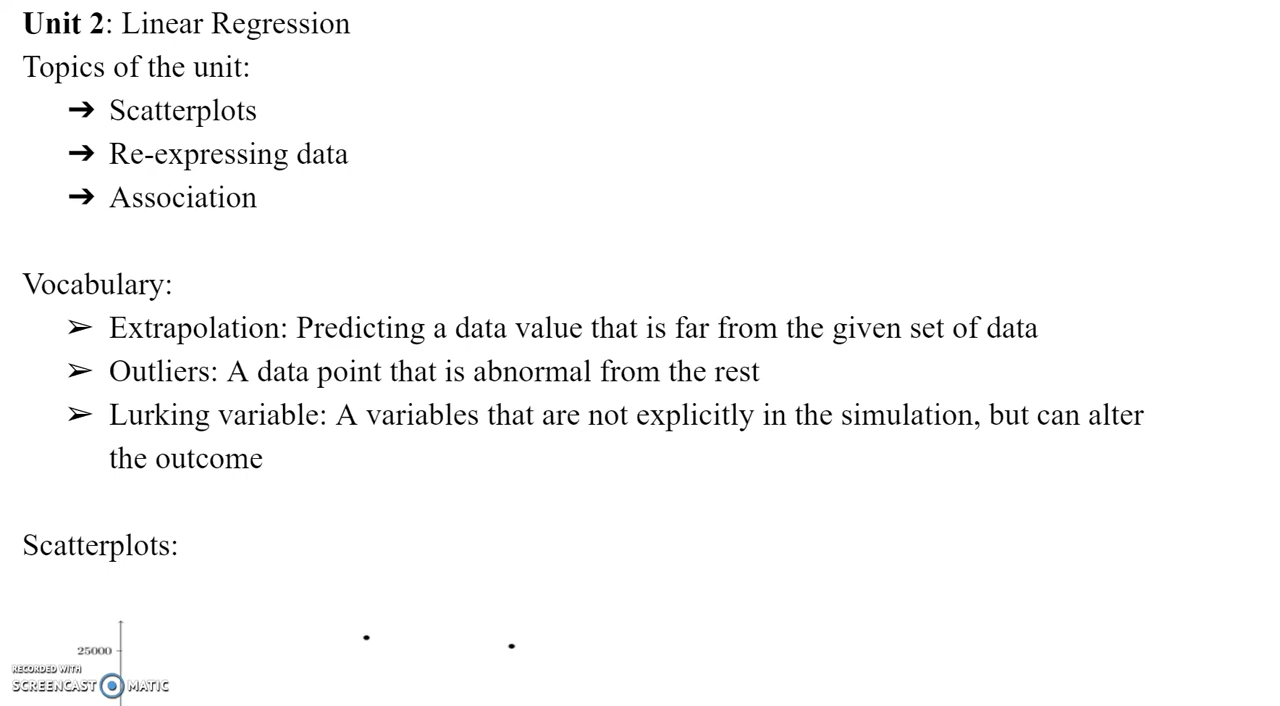 Unit 2: Linear Regression
Topics of the unit:
➔ Scatterplots
➔ Re-expressing data
➔ Association
Vocabulary:
➢ Extrapolation: Predicting a data value that is far from the given set of data
➢ Outliers: A data point that is abnormal from the rest
➢ Lurking variable: A variables that are not explicitly in the simulation, but can alter
the outcome
Scatterplots:
25000
RECORDED WITH
SCREENCAST MATIC